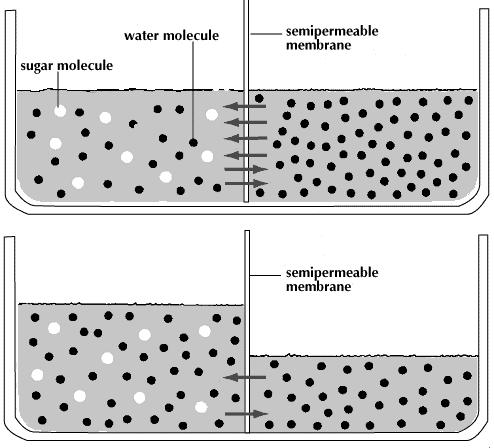 water molecule
semipermeable
membrane
sugar molecule
semipermeable
membrane